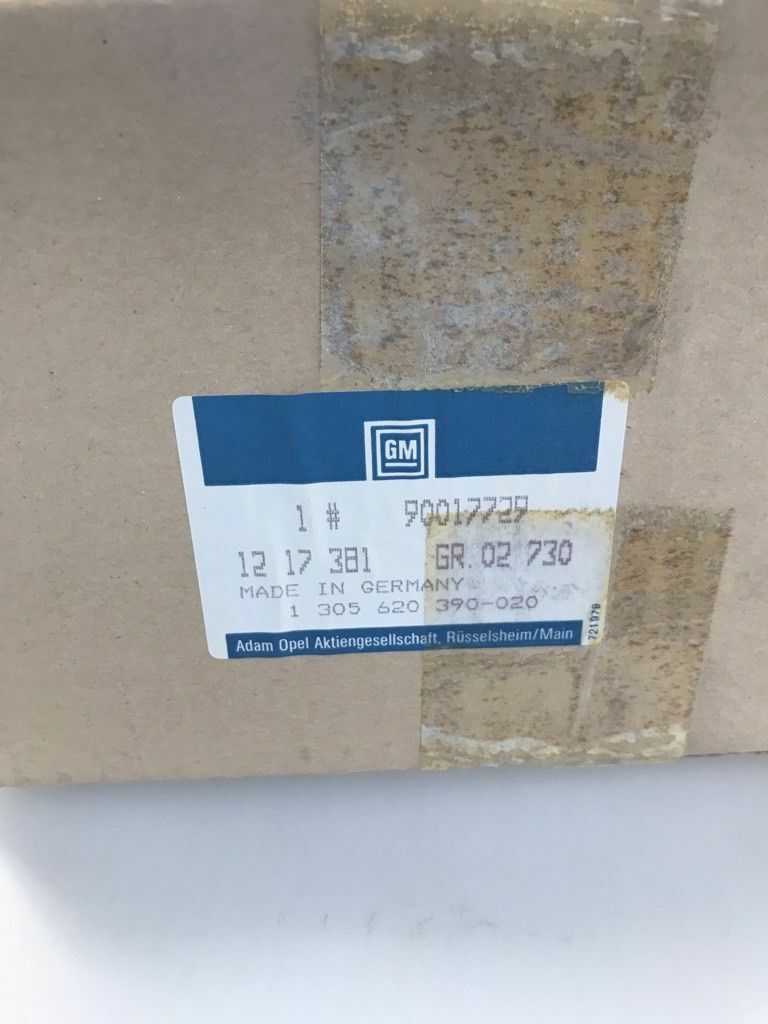 GM
1 # 90017729
12 17 381 GR. 02 730
MADE IN GERMANY
1 305 620 390-020
721979
Adam Opel Aktiengesellschaft, Rüsselsheim/Main